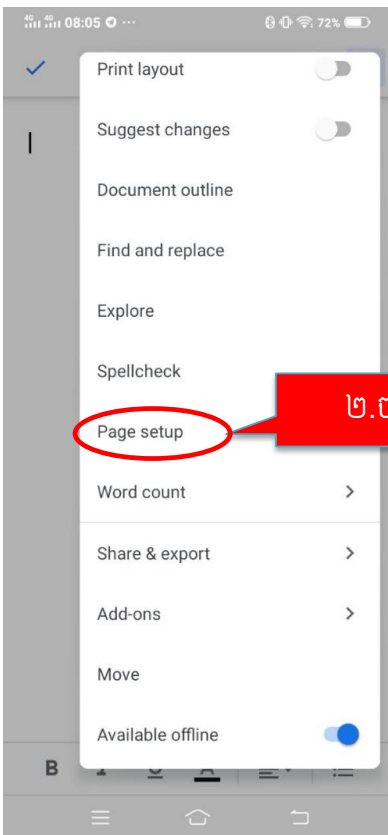 08:05 72%
Print layout
Suggest changes
Document outline
Find and replace
Explore
Spellcheck
២.
Page setup
Word count
Share & export
Add-ons
Move
Available offline
B